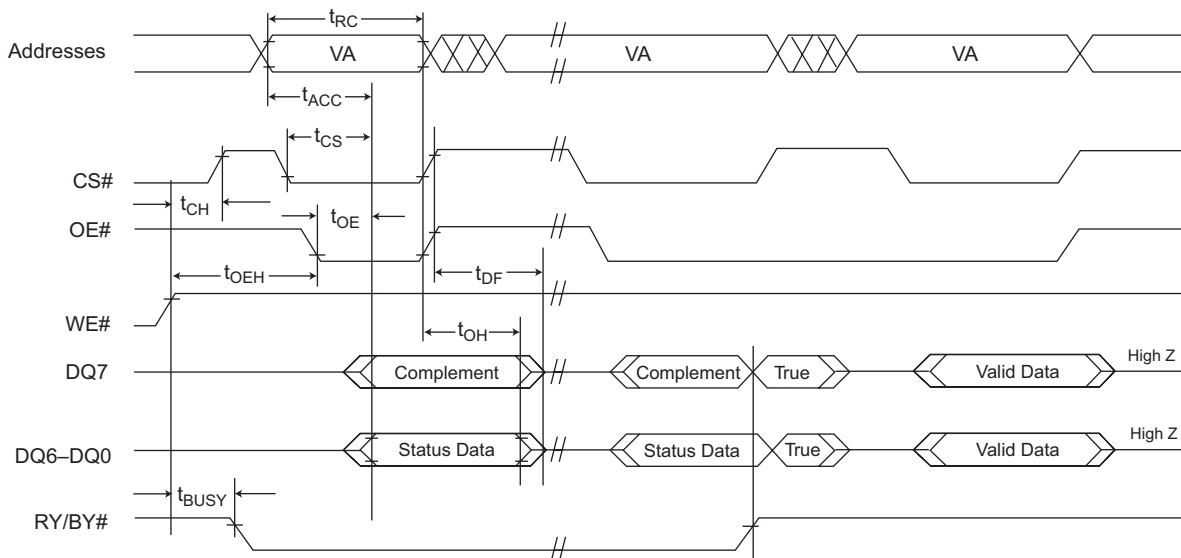 tRC
Addresses VA VA VA
tACC
tCS
CS#
tCH
tOE
OE#
tOEH
tDF
WE#
tOH
DQ7 Complement Complement True Valid Data High Z
DQ6–DQ0 Status Data Status Data True Valid Data High Z
tBUSY
RY/BY#